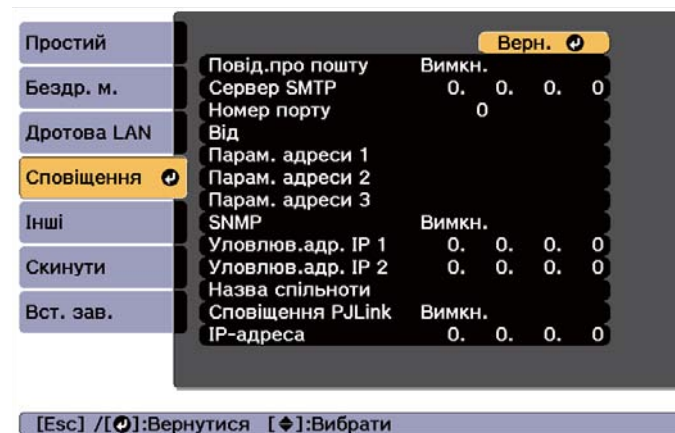 Простий
Бездр. м.
Дротова LAN
Сповіщення
Інші
Скинути
Вст. зав.
Верн.
Повід.про пошту Вимкн.
Сервер SMTP 0. 0. 0. 0
Номер порту 0
Від
Парам. адреси 1
Парам. адреси 2
Парам. адреси 3
SNMP Вимкн.
Уловлюв.адр. IP 1 0. 0. 0. 0
Уловлюв.адр. IP 2 0. 0. 0. 0
Назва спільноти
Сповіщення PJLink Вимкн.
IP-адреса 0. 0. 0. 0
[Esc] /[⏎]:Вернутися [◆]:Вибрати